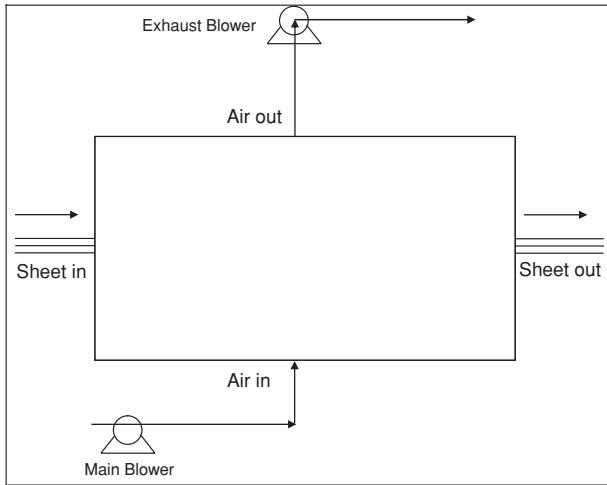 Exhaust Blower
Air out
Sheet in
Sheet out
Air in
Main Blower